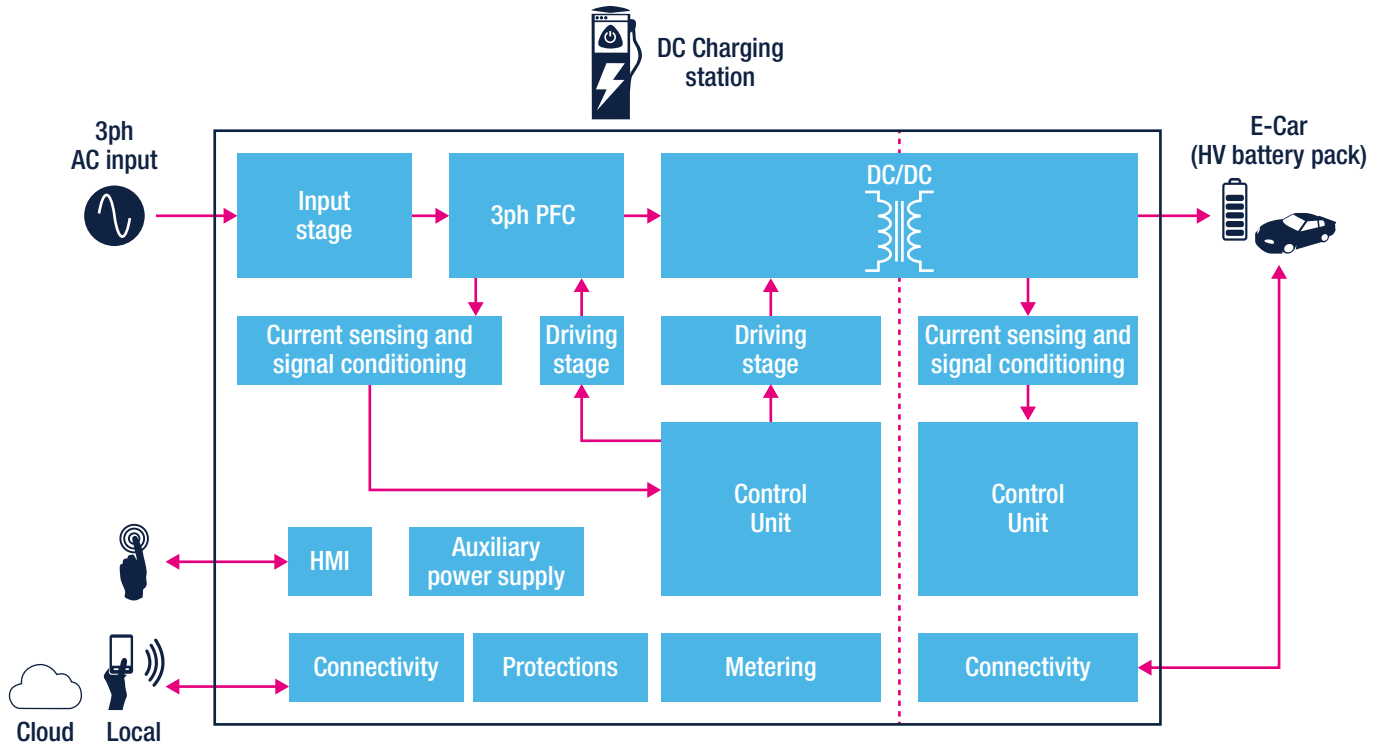 DC Charging
station
3ph
AC input
E-Car
(HV battery pack)
Input
stage
3ph PFC
DC/DC
Current sensing and
signal conditioning
Driving
stage
Driving
stage
Current sensing and
signal conditioning
Control
Unit
Control
Unit
HMI
Auxiliary
power supply
Connectivity
Protections
Metering
Connectivity
Cloud
Local